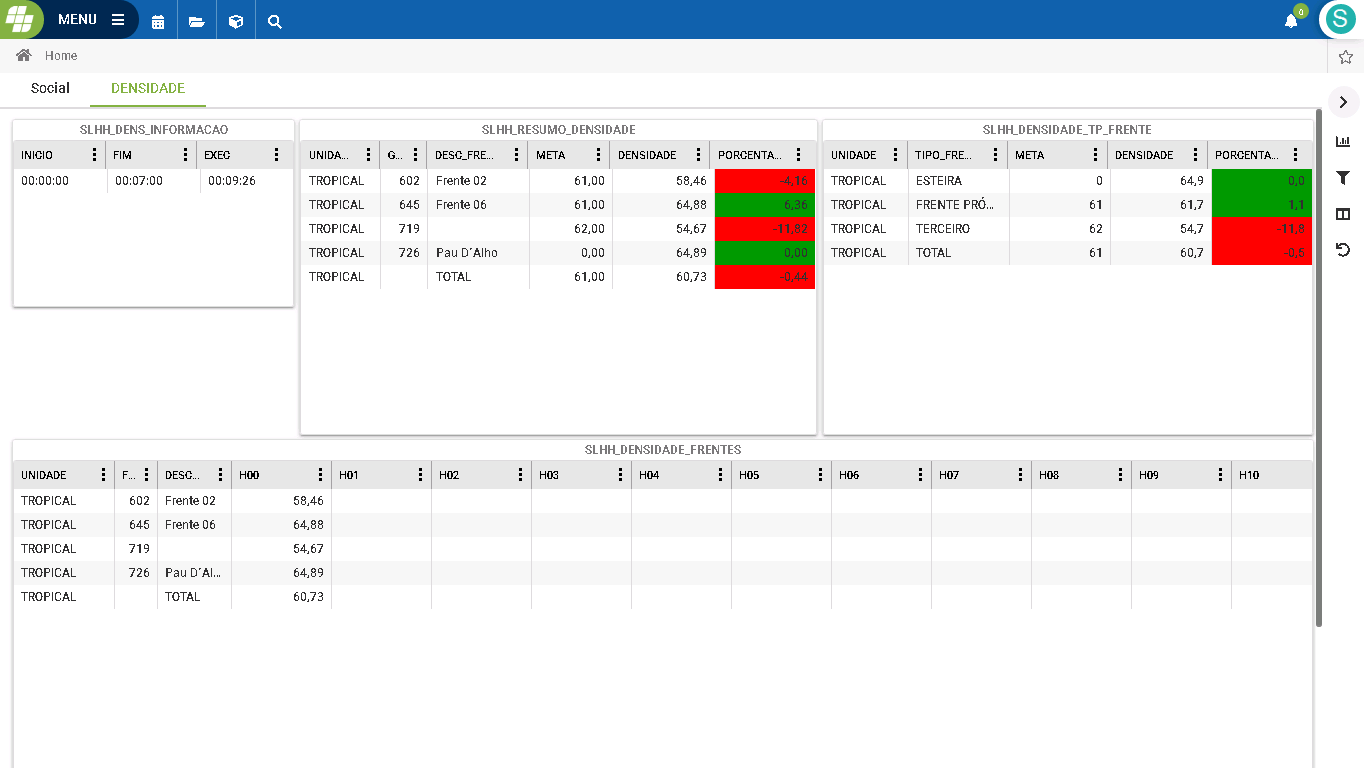 MENU
0
S
Home
Social DENSIDADE
SLHH_DENS_INFORMACAO
INICIO FIM EXEC
00:00:00 00:07:00 00:09:26
SLHH_RESUMO_DENSIDADE
UNIDA... G... DESC_FRE... META DENSIDADE PORCENTA...
TROPICAL 602 Frente 02 61,00 58,46 -4,16
TROPICAL 645 Frente 06 61,00 64,88 6,36
TROPICAL 719 62,00 54,67 -11,82
TROPICAL 726 Pau D´Alho 0,00 64,89 0,00
TROPICAL TOTAL 61,00 60,73 -0,44
SLHH_DENSIDADE_TP_FRENTE
UNIDADE TIPO_FRE... META DENSIDADE PORCENTA...
TROPICAL ESTEIRA 0 64,9 0,0
TROPICAL FRENTE PRÓ... 61 61,7 1,1
TROPICAL TERCEIRO 62 54,7 -11,8
TROPICAL TOTAL 61 60,7 -0,5
SLHH_DENSIDADE_FRENTES
UNIDADE F... DESC... H00 H01 H02 H03 H04 H05 H06 H07 H08 H09 H10
TROPICAL 602 Frente 02 58,46
TROPICAL 645 Frente 06 64,88
TROPICAL 719 54,67
TROPICAL 726 Pau D´Al... 64,89
TROPICAL TOTAL 60,73